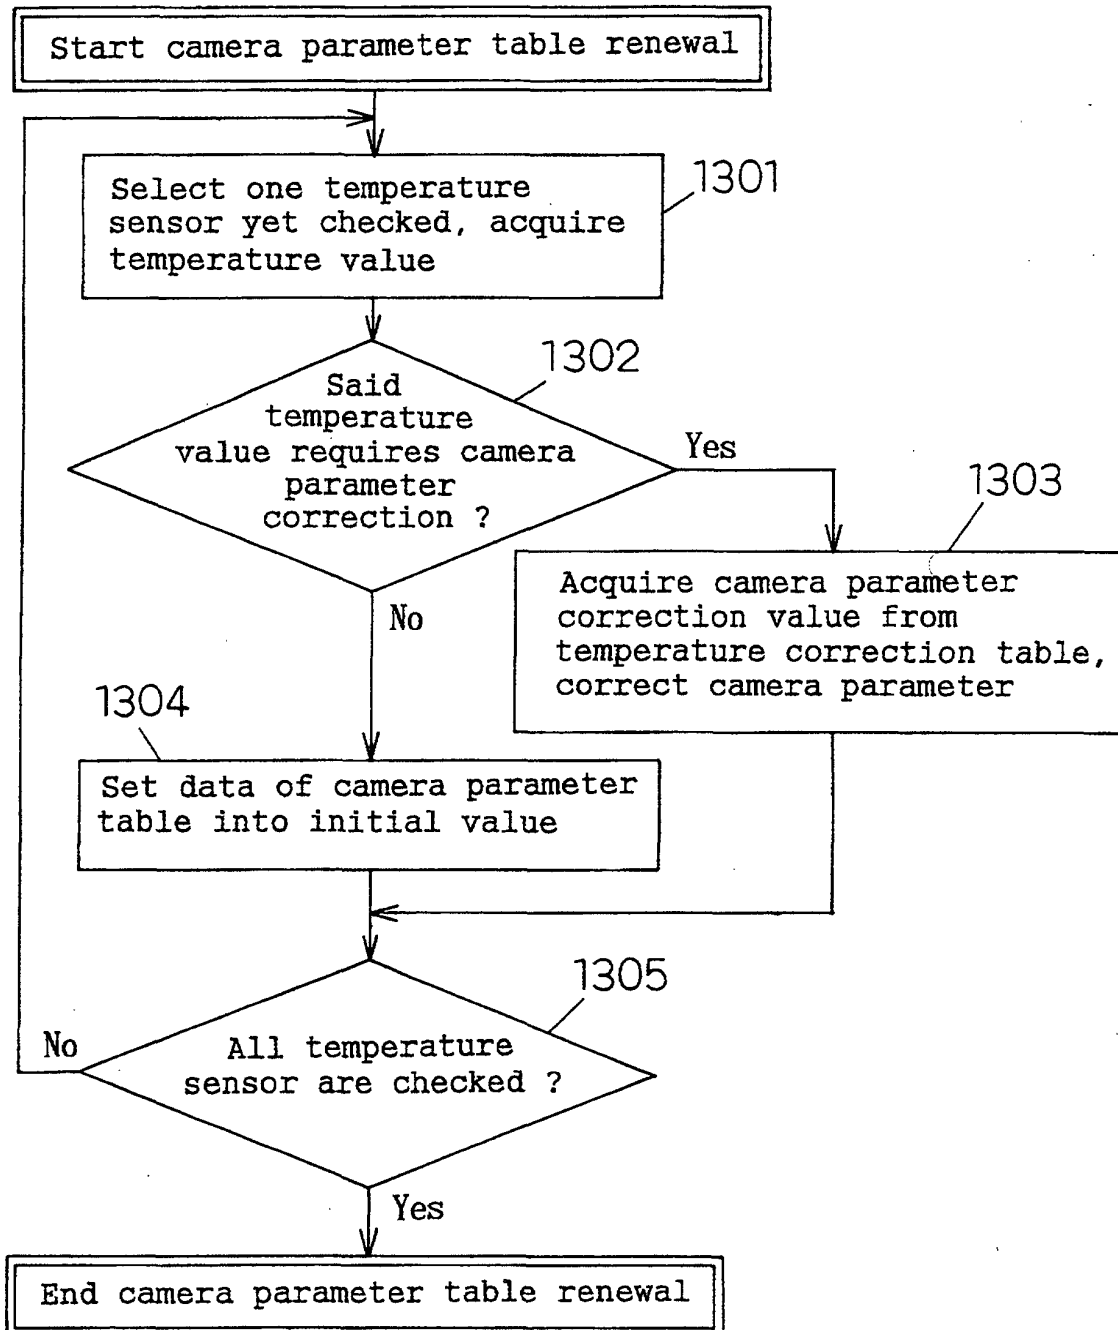 Start camera parameter table renewal
1301
Select one temperature
sensor yet checked, acquire
temperature value
1302
Said
temperature
value requires camera
parameter
correction ?
Yes
No
1303
Acquire camera parameter
correction value from
temperature correction table,
correct camera parameter
1304
Set data of camera parameter
table into initial value
1305
All temperature
sensor are checked ?
No
Yes
End camera parameter table renewal